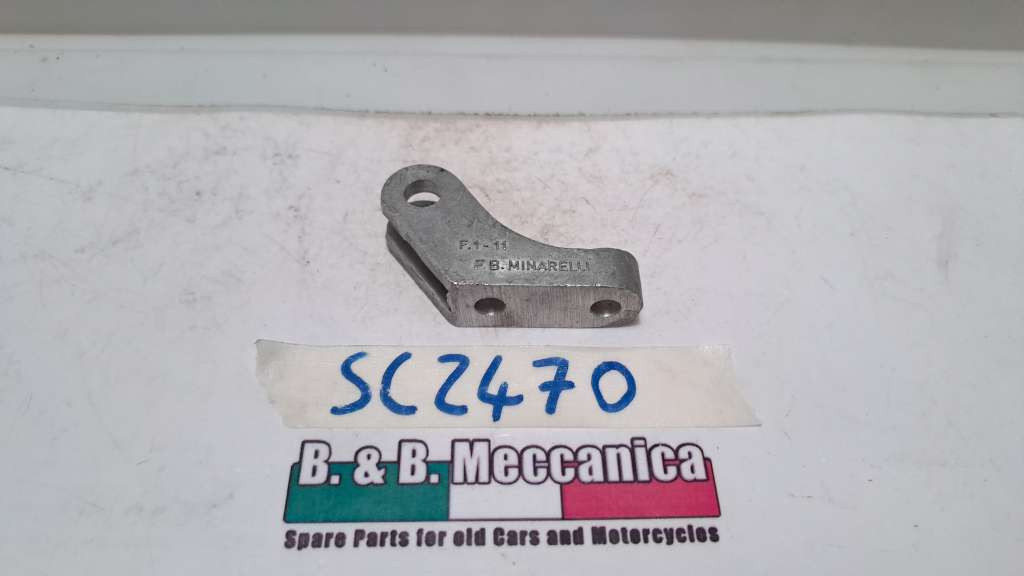 F.1-11
F.B. MINARELLI
SC2470
B. & B. Meccanica
Spare Parts for old Cars and Motorcycles